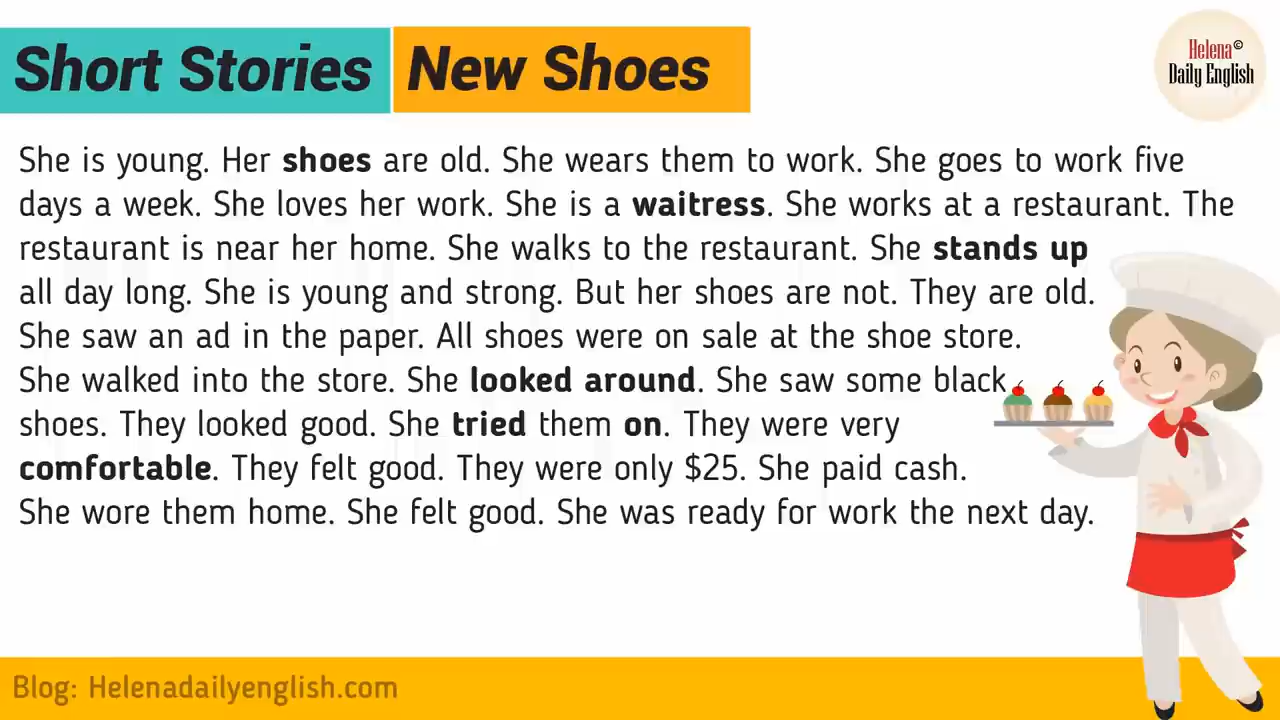 Short Stories New Shoes
Helena©
Daily English
She is young. Her shoes are old. She wears them to work. She goes to work five
days a week. She loves her work. She is a waitress. She works at a restaurant. The
restaurant is near her home. She walks to the restaurant. She stands up
all day long. She is young and strong. But her shoes are not. They are old.
She saw an ad in the paper. All shoes were on sale at the shoe store.
She walked into the store. She looked around. She saw some black
shoes. They looked good. She tried them on. They were very
comfortable. They felt good. They were only $25. She paid cash.
She wore them home. She felt good. She was ready for work the next day.
Blog: Helenadailyenglish.com